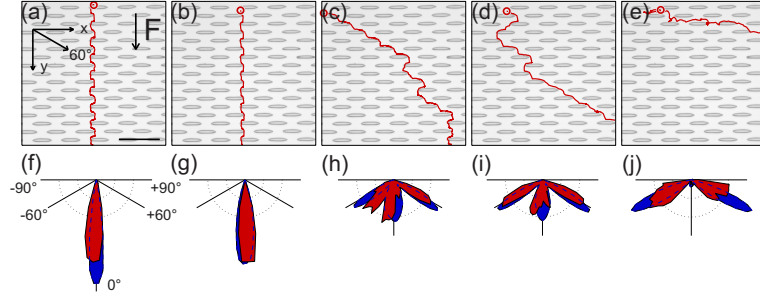 (a) (b) (c) (d) (e)
x
F
60°
y
(f) (g) (h) (i) (j)
-90° +90°
-60° +60°
0°